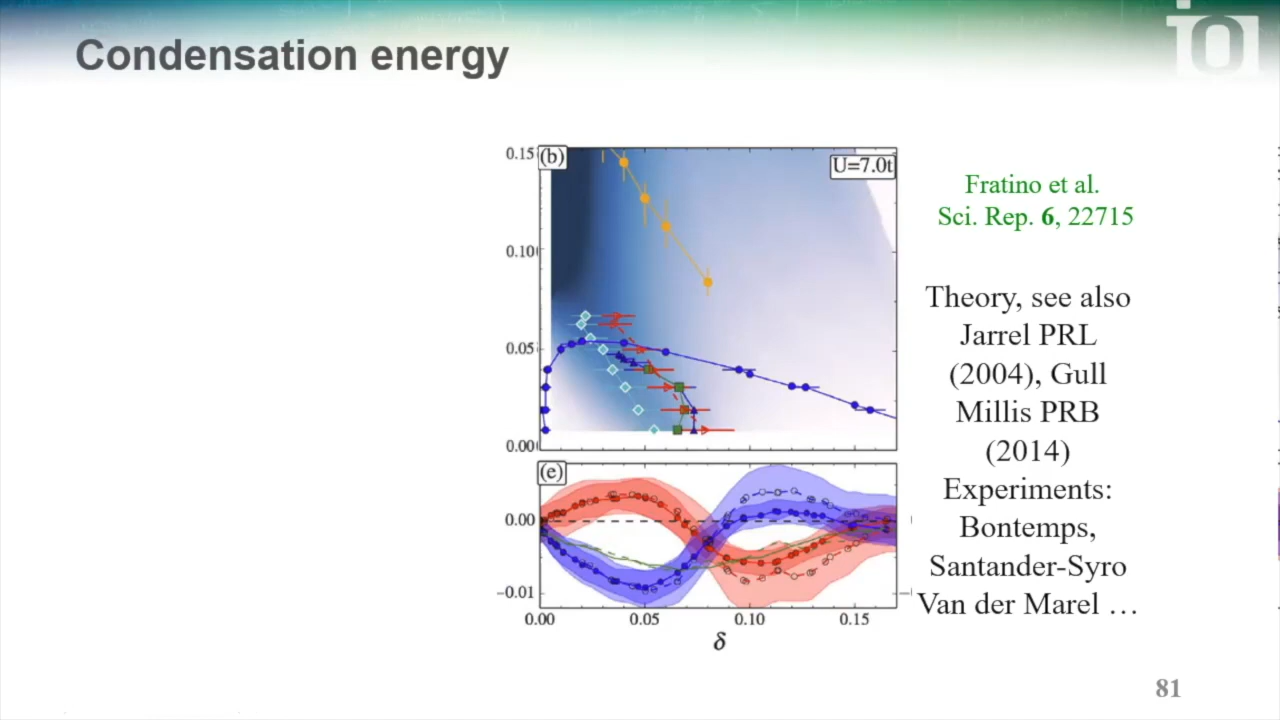 Condensation energy
io
0.15
(b)
U=7.0t
0.10
0.05
0.00
(e)
0.00
−0.01
0.00
0.05
0.10
0.15
δ
Fratino et al.
Sci. Rep. 6, 22715
Theory, see also
Jarrel PRL
(2004), Gull
Millis PRB
(2014)
Experiments:
Bontemps,
Santander-Syro
Van der Marel …
81